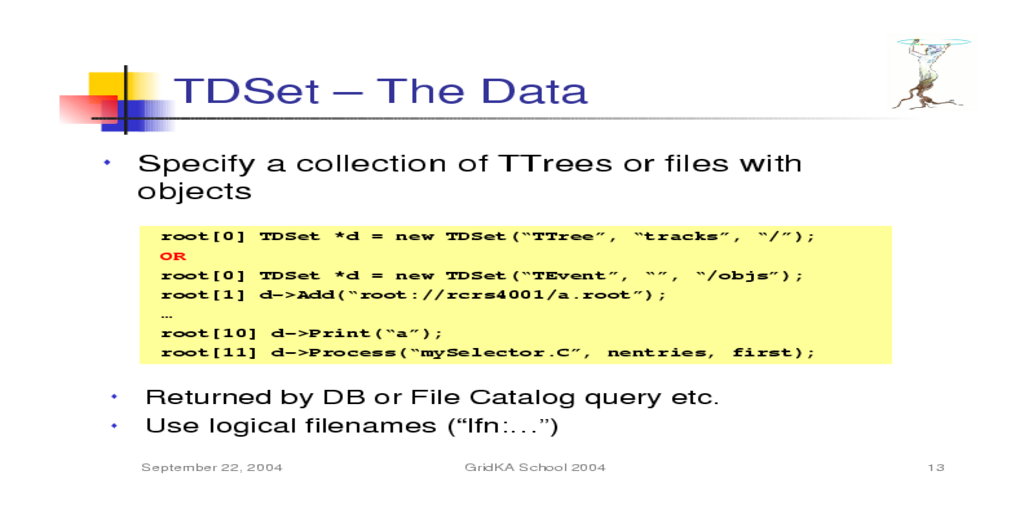 TDSet – The Data
Specify a collection of TTrees or files with
objects
root[0] TDSet *d = new TDSet(“TTree”, “tracks”, “/”);
OR
root[0] TDSet *d = new TDSet(“TEvent”, “”, “/objs”);
root[1] d->Add(“root://rcrs4001/a.root”);
…
root[10] d->Print(“a”);
root[11] d->Process(“mySelector.C”, nentries, first);
Returned by DB or File Catalog query etc.
Use logical filenames (“lfn:…”)
September 22, 2004 GridKA School 2004 13